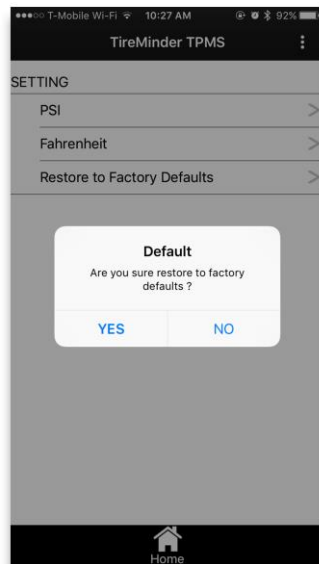 T-Mobile Wi-Fi 10:27 AM 92%
TireMinder TPMS
SETTING
PSI
Fahrenheit
Restore to Factory Defaults
Default
Are you sure restore to factory
defaults ?
YES NO
Home